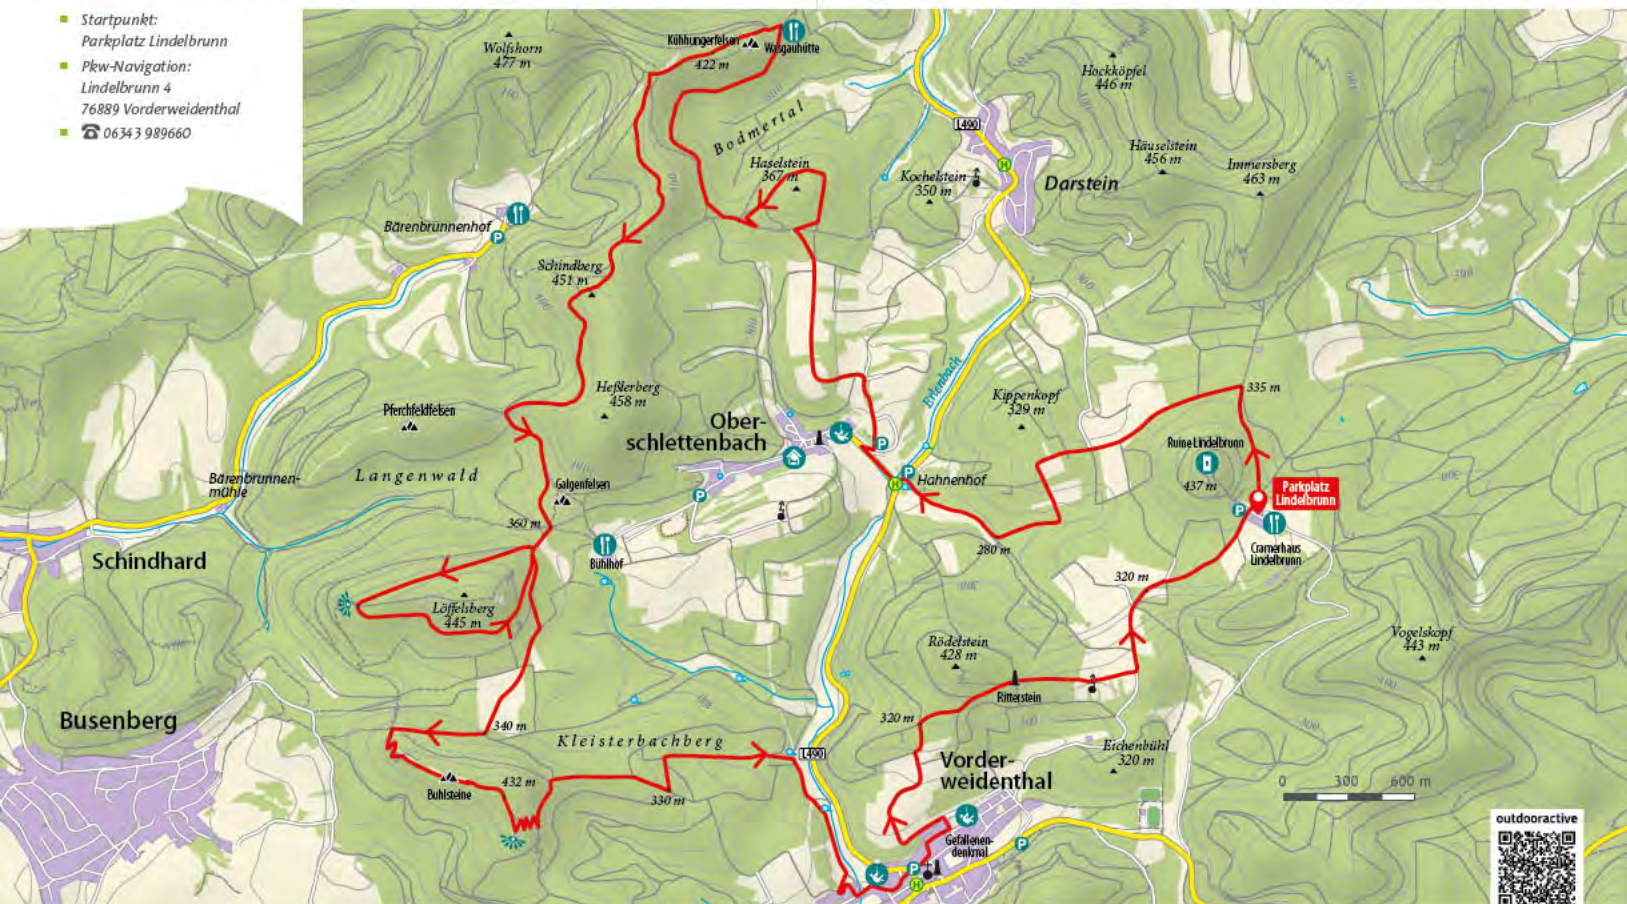 Startpunkt:
Parkplatz Lindelbrunn
Pkw-Navigation:
Lindelbrunn 4
76889 Vorderweidenthal
06343 989660
Wolfshorn
477 m
Kühhungerfelsen
422 m
Wasgauhütte
Hockköpfel
446 m
L490
Bodmertal
Haselstein
367 m
Kochelstein
350 m
Darstein
Häuselstein
456 m
Immersberg
463 m
Bärenbrunnenhof
P
H
Schindberg
451 m
Erlenbach
Heßlerberg
458 m
Pferchfeldfelsen
Kippenkopf
329 m
335 m
Ober-
schlettenbach
P
Ruine Lindelbrunn
437 m
Langenwald
Bärenbrunnen-
mühle
Galgenfelsen
P
Hahnenhof
H
P
P
Parkplatz
Lindelbrunn
360 m
280 m
Cramerhaus
Lindelbrunn
Schindhard
Bühlhof
320 m
Löffelsberg
445 m
Rödelstein
428 m
Vogelskopf
443 m
Ritterstein
Busenberg
340 m
320 m
Kleisterbachberg
L490
Eichenbühl
320 m
Vorder-
weidenthal
432 m
Buhlsteine
330 m
0 300 600 m
outdooractive
Gefallenen-
denkmal
P
P
H